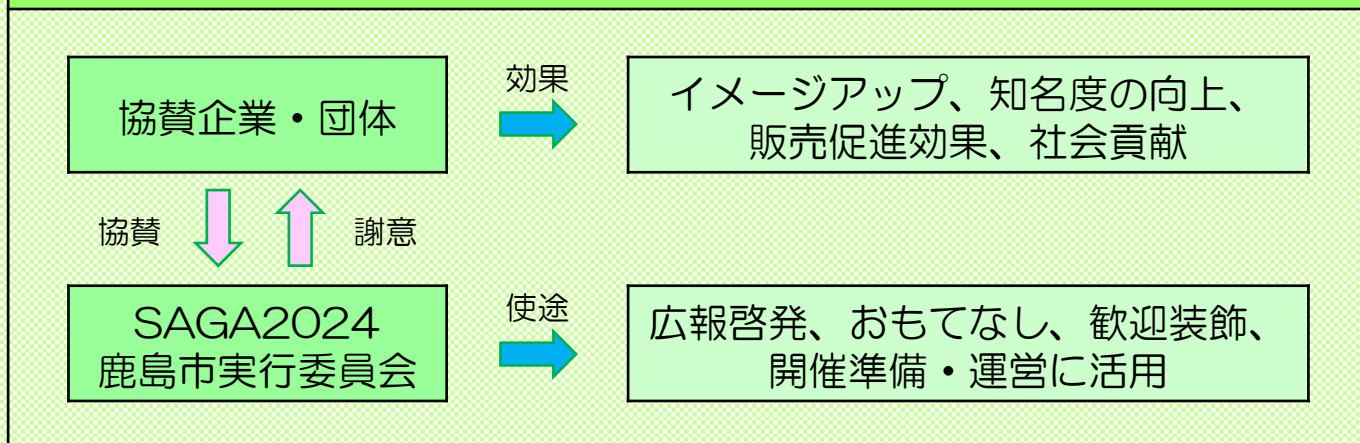 協賛企業・団体
効果
イメージアップ、知名度の向上、
販売促進効果、社会貢献
協賛
謝意
SAGA2024
鹿島市実行委員会
使途
広報啓発、おもてなし、歓迎装飾、
開催準備・運営に活用